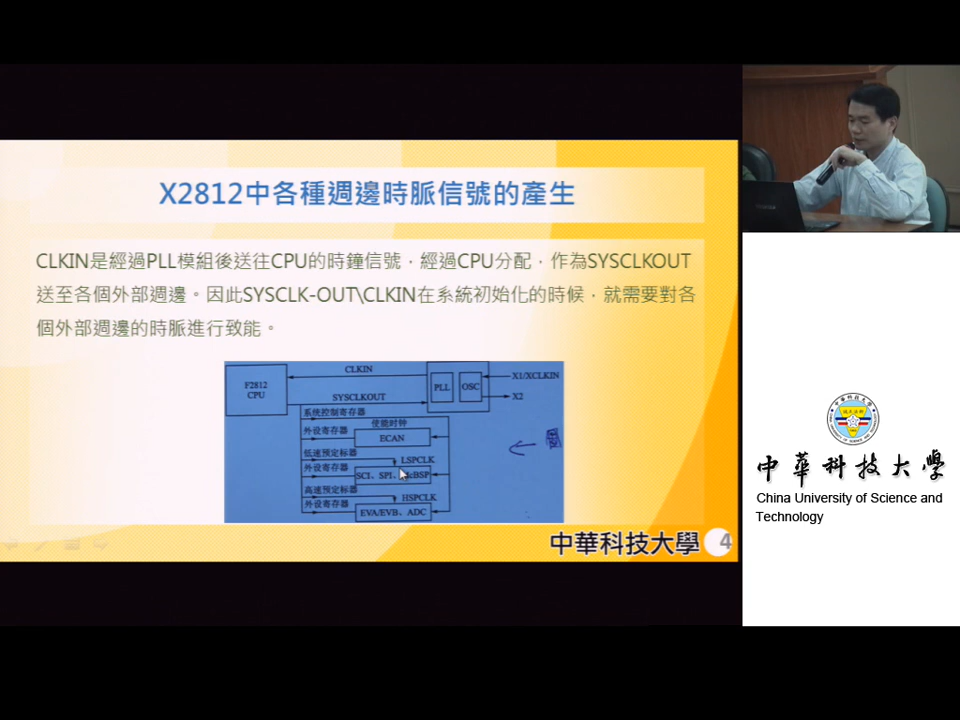 X2812中各種週邊時脈信號的產生
CLKIN是經過PLL模組後送往CPU的時鐘信號，經過CPU分配，作為SYSCLKOUT
送至各個外部週邊。因此SYSCLK-OUT\CLKIN在系統初始化的時候，就需要對各
個外部週邊的時脈進行致能。
CLKIN
F2812
CPU
PLL
OSC
X1/XCLKIN
X2
SYSCLKOUT
系统控制寄存器
使能时钟
外设寄存器
ECAN
低速预定标器
LSPCLK
外设寄存器
SCI、SPI、McBSP
高速预定标器
HSPCLK
外设寄存器
EVA/EVB、ADC
中華科技大學
4
中華科技大學
China University of Science and
Technology